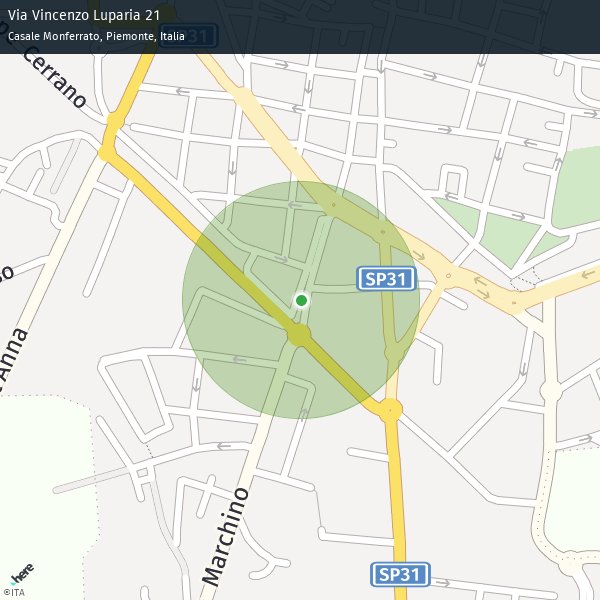 Via Vincenzo Luparia 21
Casale Monferrato, Piemonte, Italia
SP31
Cerrano
SP31
Anna
Marchino
SP31
here
©ITA